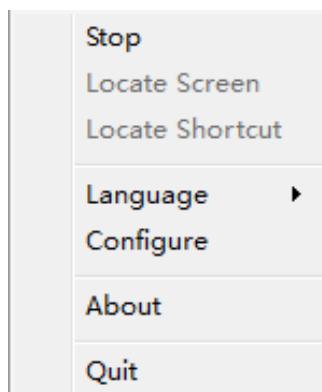 Stop
Locate Screen
Locate Shortcut
Language
Configure
About
Quit